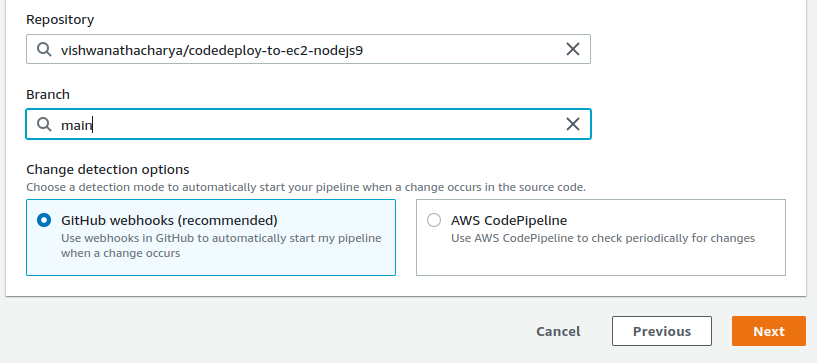 Repository
vishwanathacharya/codedeploy-to-ec2-nodejs9
Branch
main
Change detection options
Choose a detection mode to automatically start your pipeline when a change occurs in the source code.
GitHub webhooks (recommended)
Use webhooks in GitHub to automatically start my pipeline
when a change occurs
AWS CodePipeline
Use AWS CodePipeline to check periodically for changes
Cancel
Previous
Next